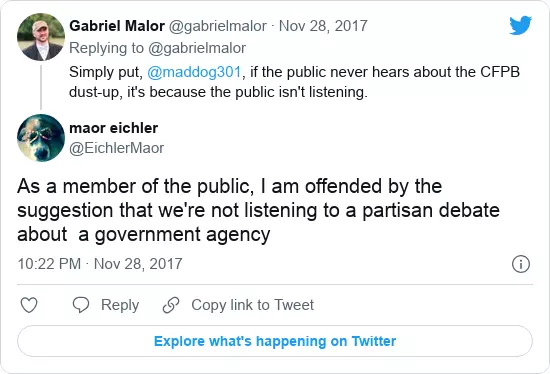 Gabriel Malor @gabrielmalor · Nov 28, 2017
Replying to @gabrielmalor
Simply put, @maddog301, if the public never hears about the CFPB
dust-up, it's because the public isn't listening.
maor eichler
@EichlerMaor
As a member of the public, I am offended by the
suggestion that we're not listening to a partisan debate
about  a government agency
10:22 PM · Nov 28, 2017
Reply
Copy link to Tweet
Explore what's happening on Twitter